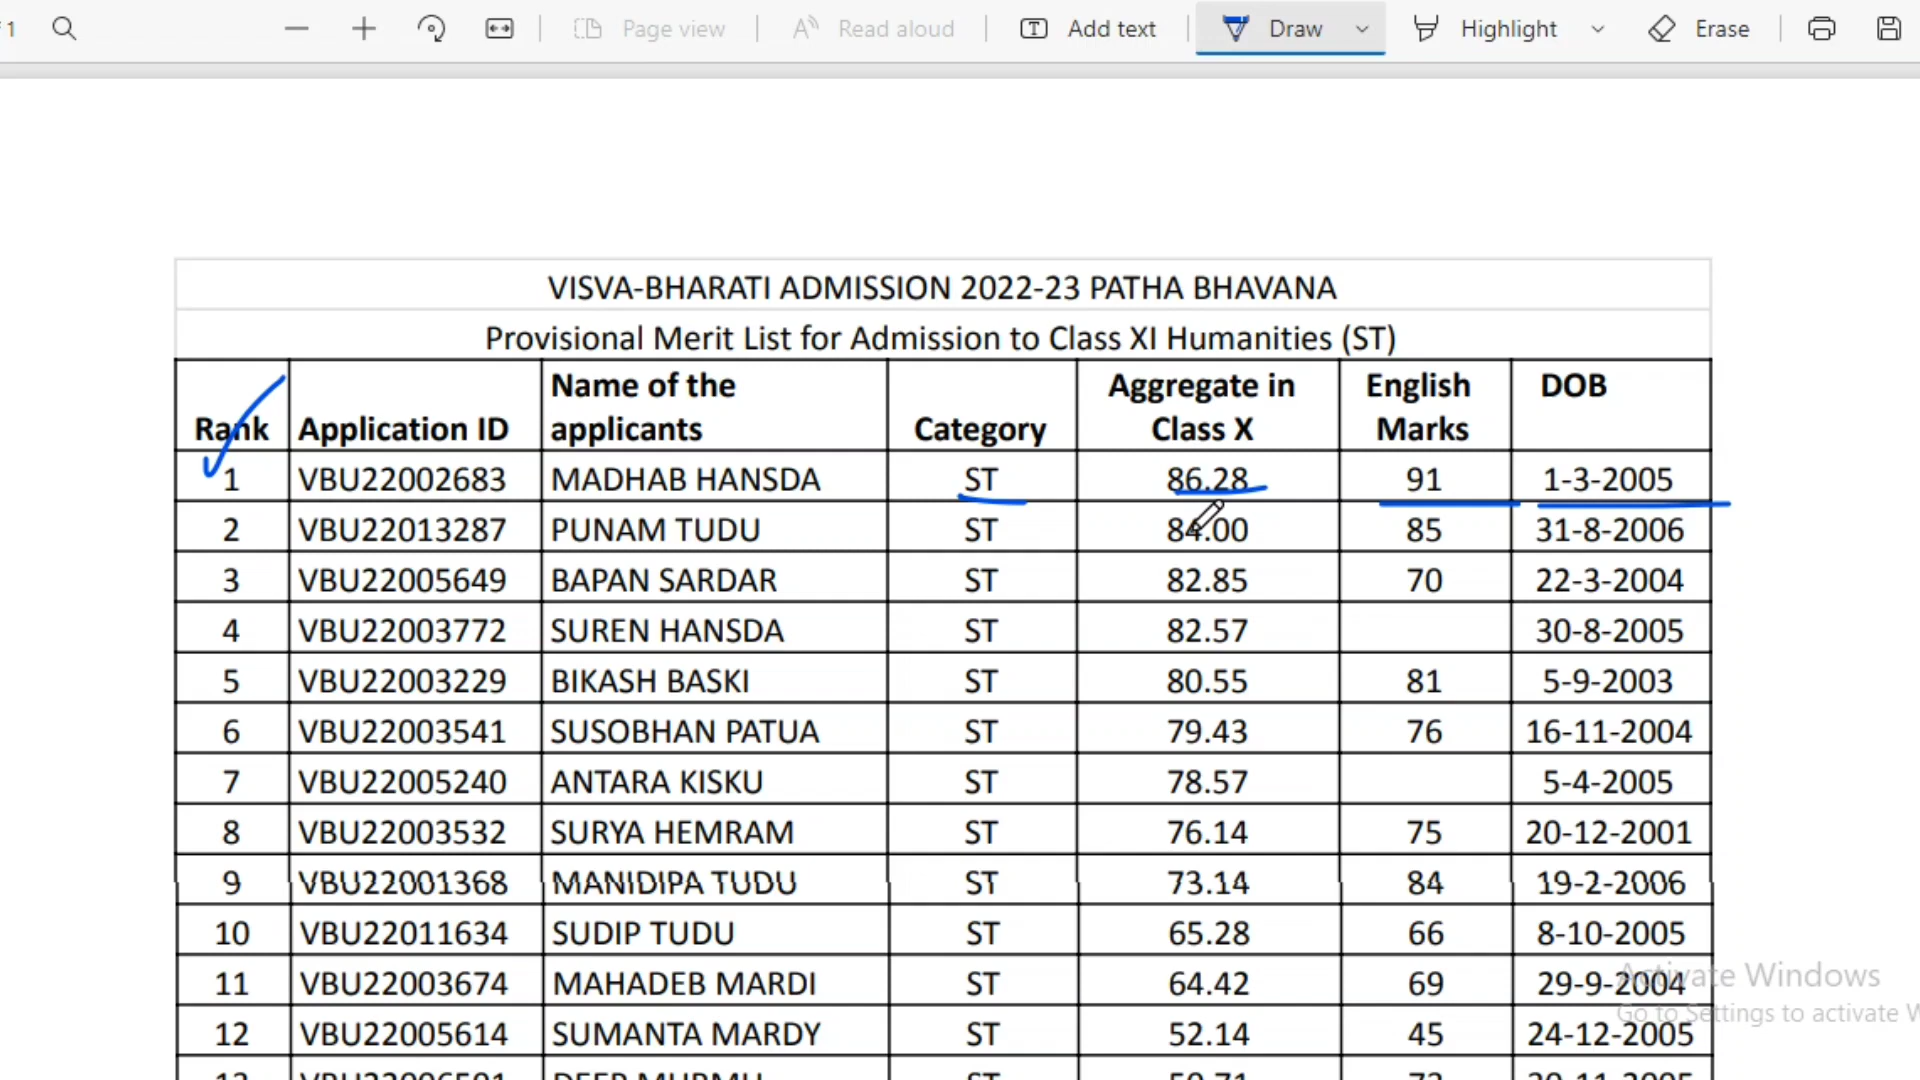 1
Page view
Read aloud
Add text
Draw
Highlight
Erase
VISVA-BHARATI ADMISSION 2022-23 PATHA BHAVANA
Provisional Merit List for Admission to Class XI Humanities (ST)
Rank Application ID Name of the applicants Category Aggregate in Class X English Marks DOB
1 VBU22002683 MADHAB HANSDA ST 86.28 91 1-3-2005
2 VBU22013287 PUNAM TUDU ST 84.00 85 31-8-2006
3 VBU22005649 BAPAN SARDAR ST 82.85 70 22-3-2004
4 VBU22003772 SUREN HANSDA ST 82.57 30-8-2005
5 VBU22003229 BIKASH BASKI ST 80.55 81 5-9-2003
6 VBU22003541 SUSOBHAN PATUA ST 79.43 76 16-11-2004
7 VBU22005240 ANTARA KISKU ST 78.57 5-4-2005
8 VBU22003532 SURYA HEMRAM ST 76.14 75 20-12-2001
9 VBU22001368 MANIDIPA TUDU ST 73.14 84 19-2-2006
10 VBU22011634 SUDIP TUDU ST 65.28 66 8-10-2005
11 VBU22003674 MAHADEB MARDI ST 64.42 69 29-9-2004
12 VBU22005614 SUMANTA MARDY ST 52.14 45 24-12-2005
Activate Windows
Go to Settings to activate